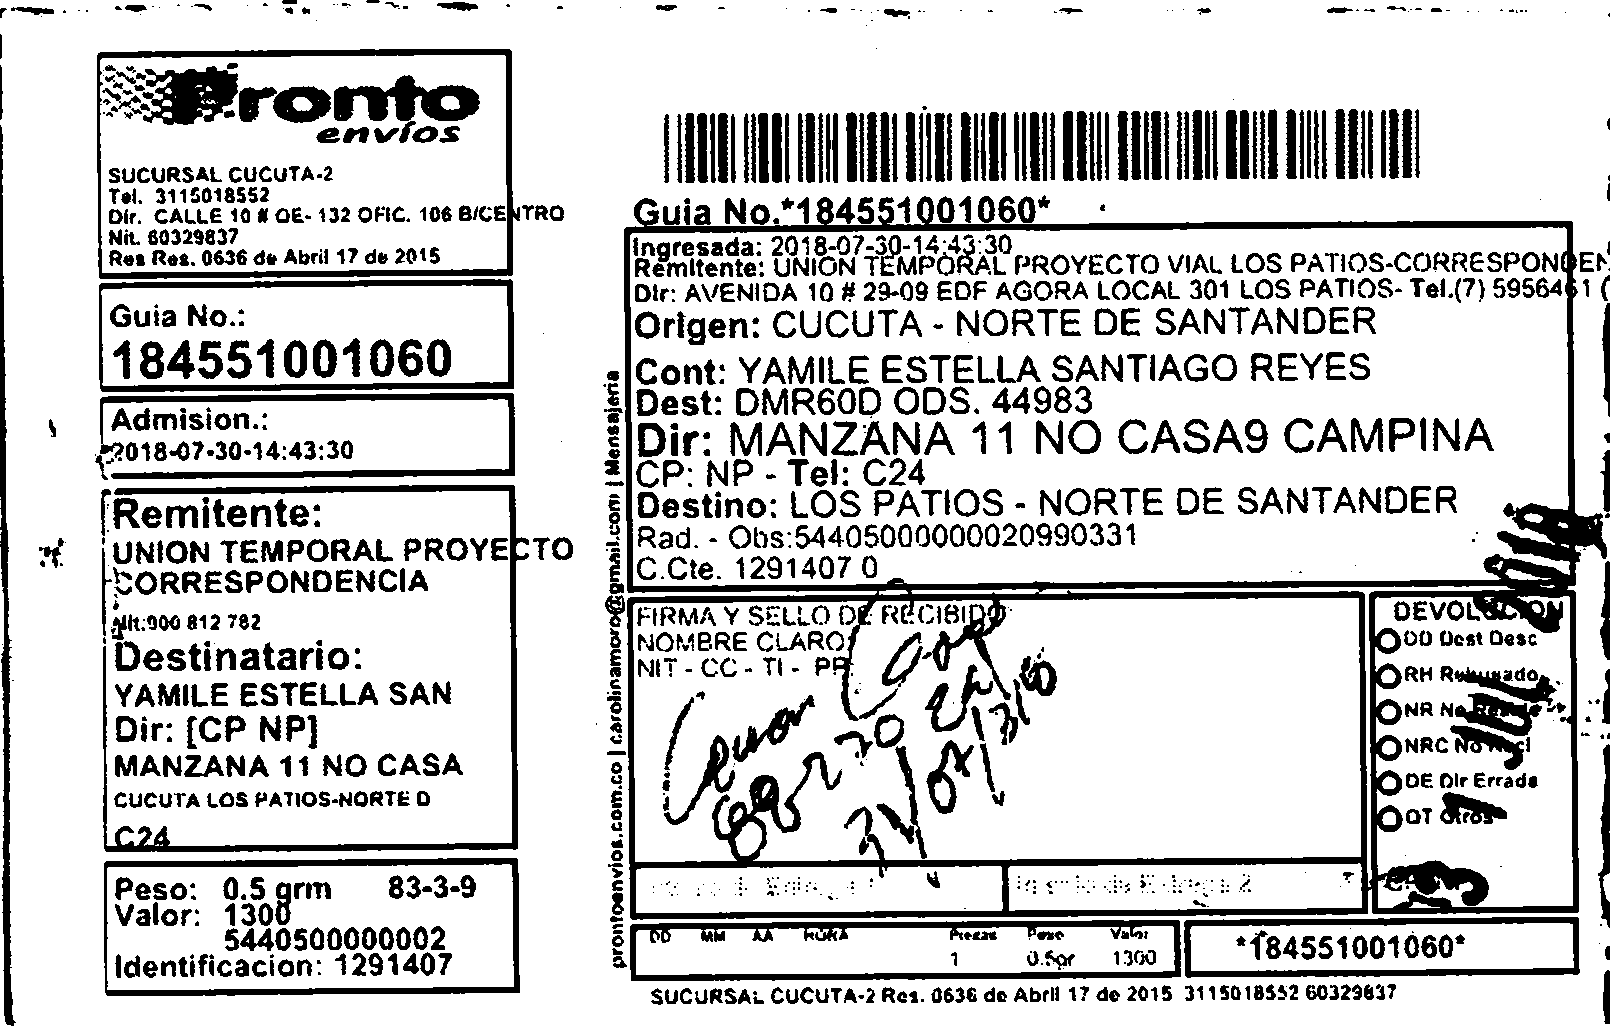 Pronto
envíos
SUCURSAL CUCUTA-2
Tel. 3115018552
Dir. CALLE 10 # OE- 132 OFIC. 106 B/CENTRO
Nit. 60329837
Res Res. 0636 de Abril 17 de 2015
Guia No.:
184551001060
Admision.:
2018-07-30-14:43:30
Remitente:
UNION TEMPORAL PROYECTO
CORRESPONDENCIA
Nit:900 812 782
Destinatario:
YAMILE ESTELLA SAN
Dir: [CP NP]
MANZANA 11 NO CASA
CUCUTA LOS PATIOS-NORTE D
C24
Peso: 0.5 grm 83-3-9
Valor: 1300
5440500000002
Identificacion: 1291407
prontoenvios.com.co | carolinamoro@gmail.com | Mensajeria
Guia No.*184551001060*
Ingresada: 2018-07-30-14:43:30
Remitente: UNION TEMPORAL PROYECTO VIAL LOS PATIOS-CORRESPONDEN
Dir: AVENIDA 10 # 29-09 EDF AGORA LOCAL 301 LOS PATIOS- Tel.(7) 5956461 (
Origen: CUCUTA - NORTE DE SANTANDER
Cont: YAMILE ESTELLA SANTIAGO REYES
Dest: DMR60D ODS. 44983
Dir: MANZANA 11 NO CASA9 CAMPINA
CP: NP - Tel: C24
Destino: LOS PATIOS - NORTE DE SANTANDER
Rad. - Obs:54405000000020990331
C.Cte. 1291407 0
FIRMA Y SELLO DE RECIBIDO
NOMBRE CLARO
NIT - CC - TI - PR
DEVOLUCION
DD Dest Desc
RH Rehusado
NR No Reside
NRC No Recl
DE Dir Errada
OT Otros
DD MM AA HORA Piezas Peso Valor
1 0.5gr 1300
*184551001060*
SUCURSAL CUCUTA-2 Res. 0636 de Abril 17 de 2015 3115018552 60329837